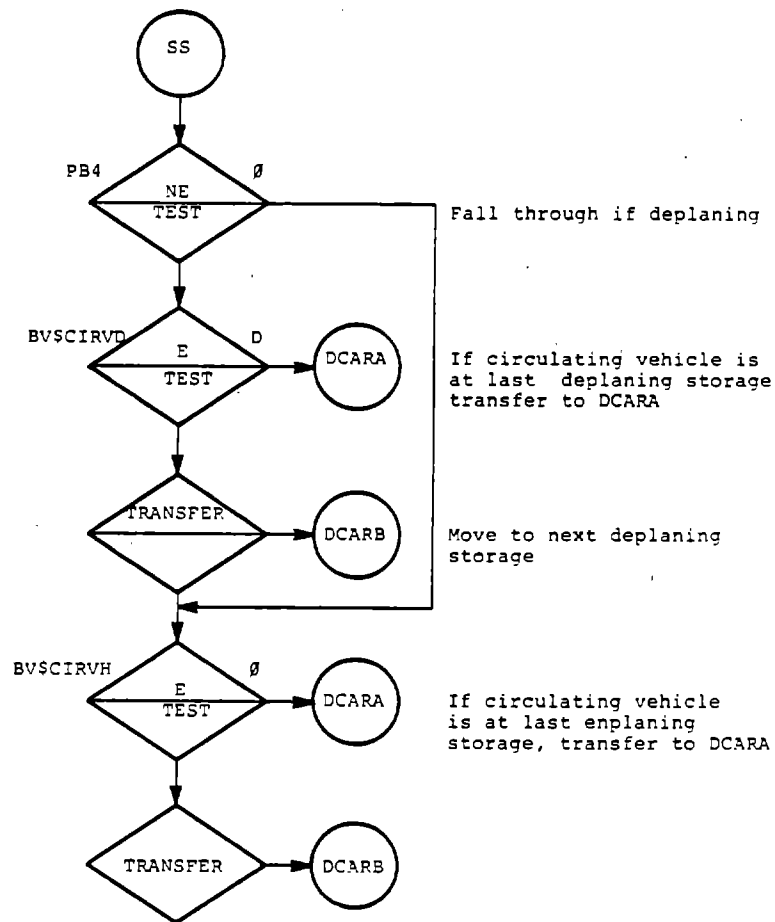 SS
PB4
Ø
NE
TEST
Fall through if deplaning
BV$CIRVD
D
E
TEST
DCARA
If circulating vehicle is
at last deplaning storage
transfer to DCARA
TRANSFER
DCARB
Move to next deplaning
storage
BV$CIRVH
Ø
E
TEST
DCARA
If circulating vehicle
is at last enplaning
storage, transfer to DCARA
TRANSFER
DCARB